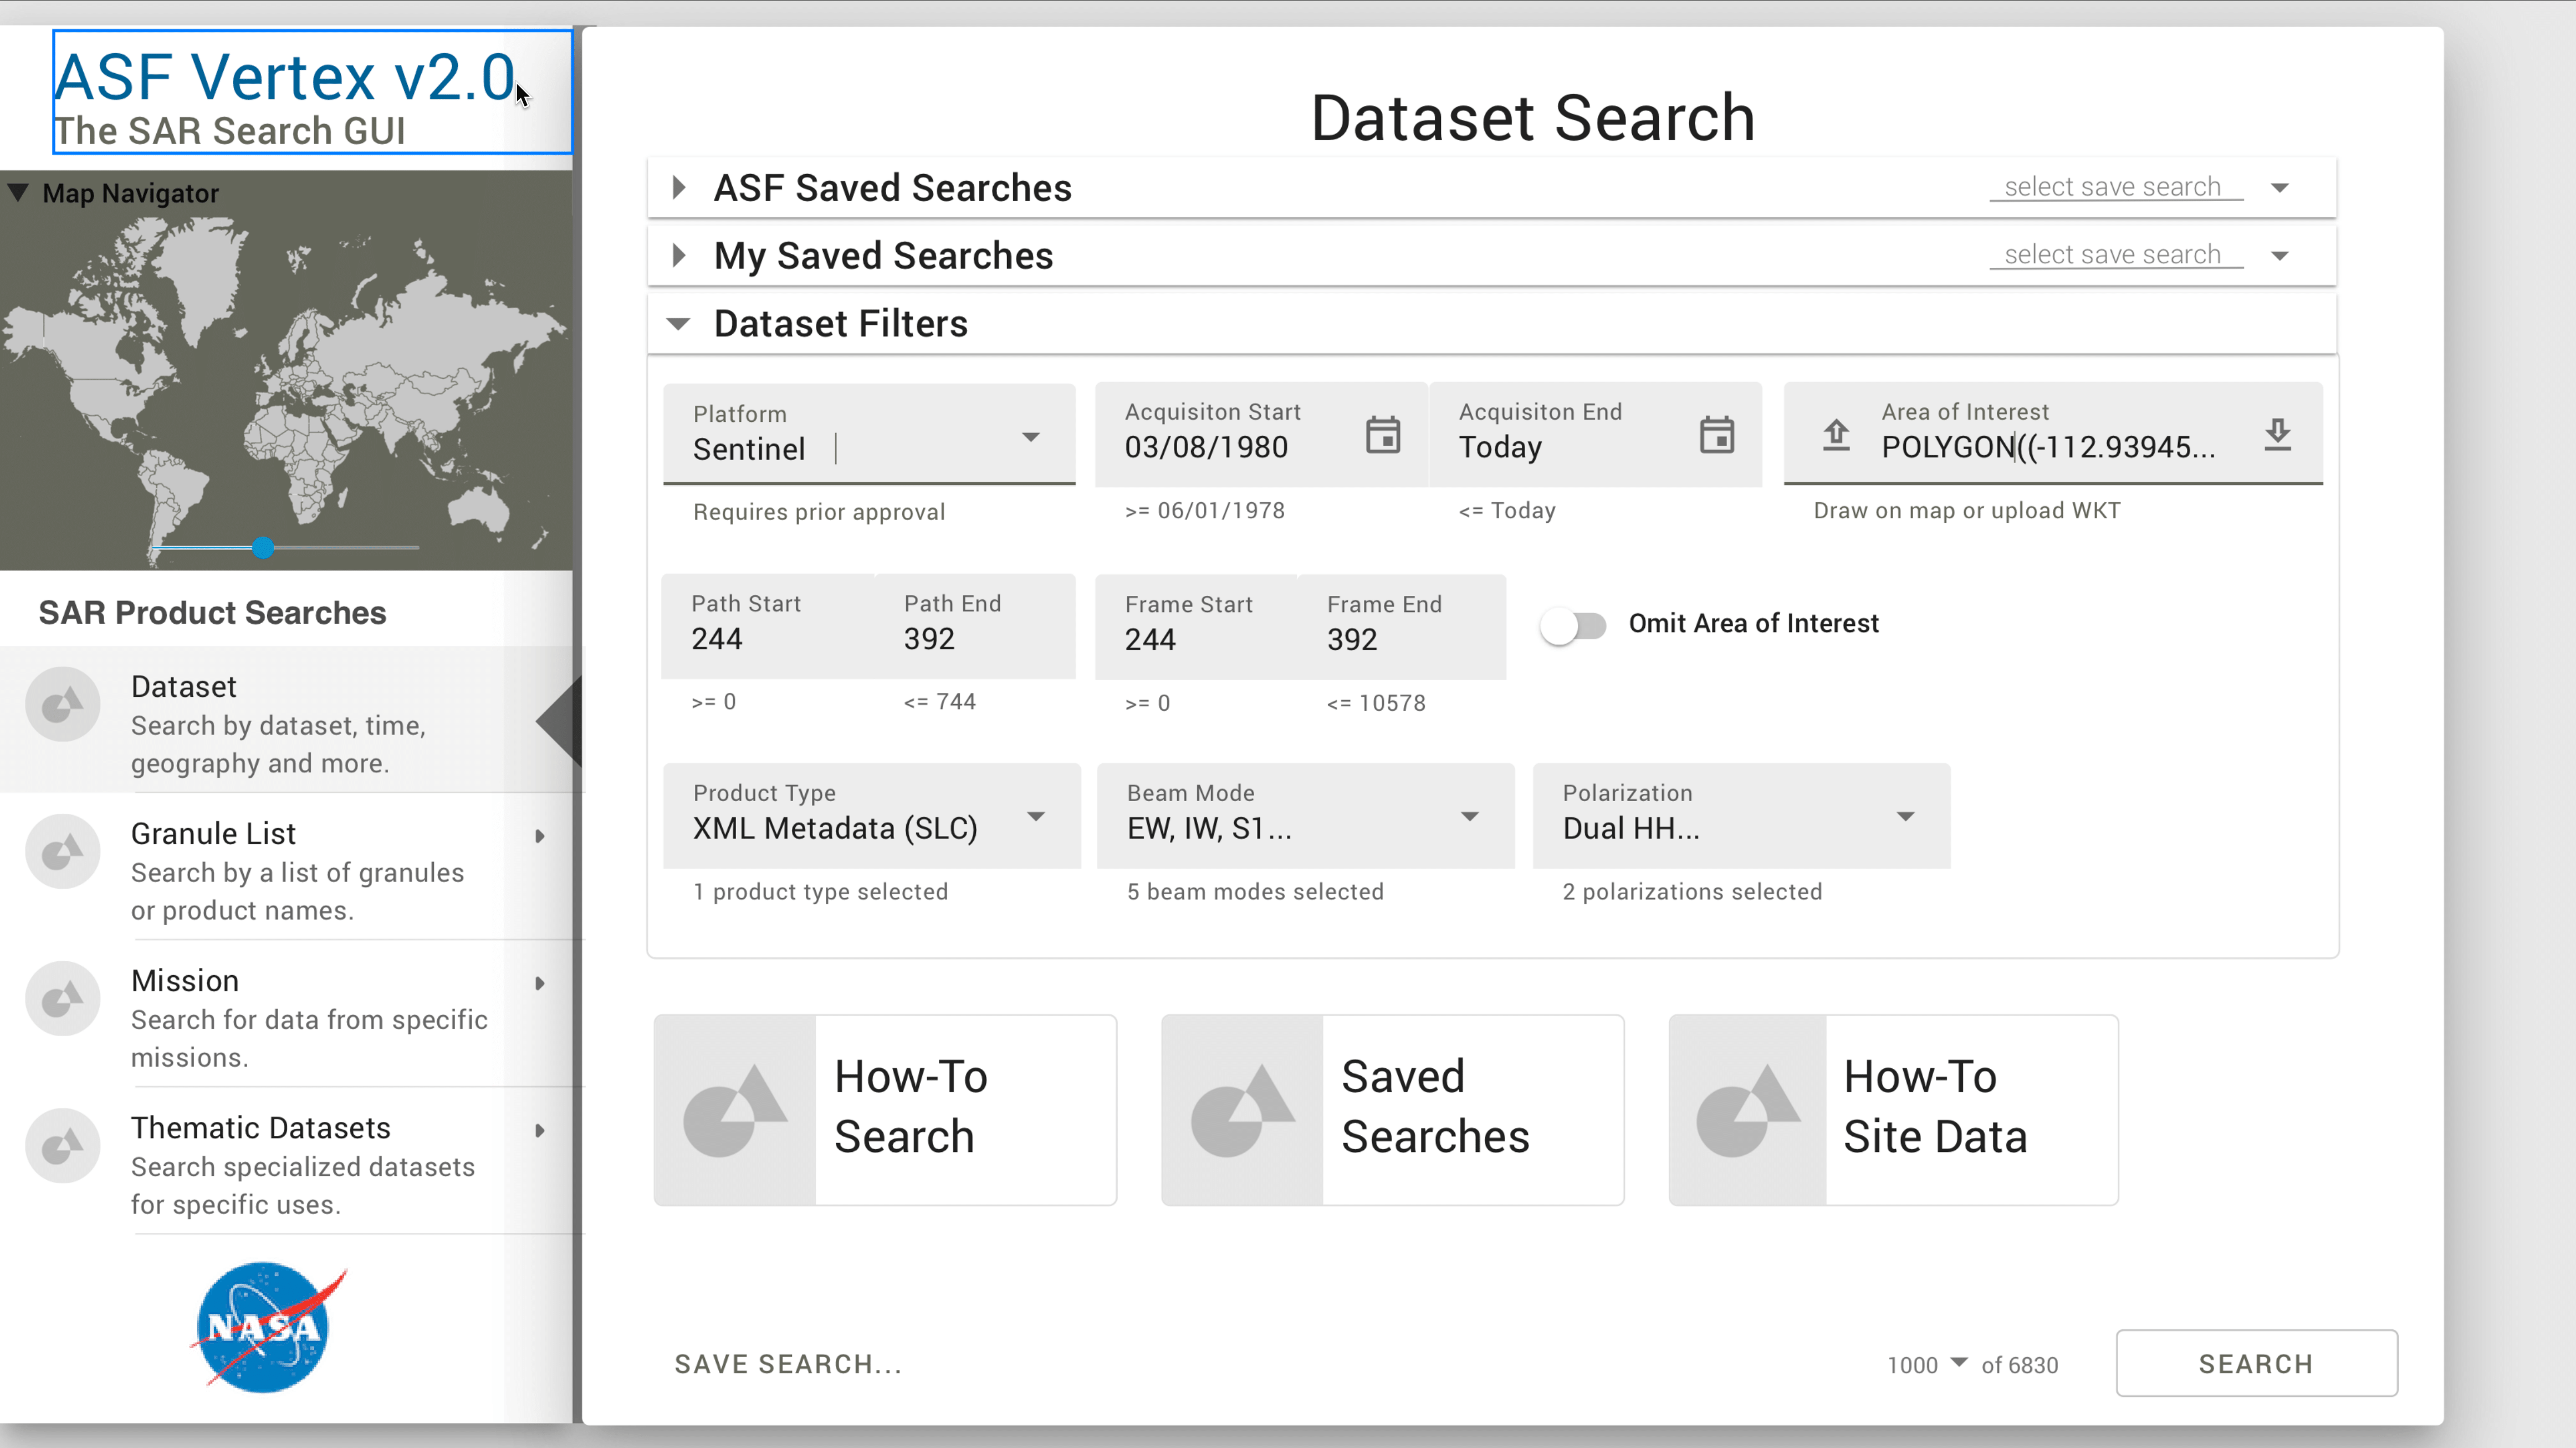 ASF Vertex v2.0
The SAR Search GUI
Map Navigator
SAR Product Searches
Dataset
Search by dataset, time,
geography and more.
Granule List
Search by a list of granules
or product names.
Mission
Search for data from specific
missions.
Thematic Datasets
Search specialized datasets
for specific uses.
NASA
Dataset Search
ASF Saved Searches
select save search
My Saved Searches
select save search
Dataset Filters
Platform
Sentinel
Requires prior approval
Acquisiton Start
03/08/1980
>= 06/01/1978
Acquisiton End
Today
<= Today
Area of Interest
POLYGON((-112.93945...
Draw on map or upload WKT
Path Start
244
>= 0
Path End
392
<= 744
Frame Start
244
>= 0
Frame End
392
<= 10578
Omit Area of Interest
Product Type
XML Metadata (SLC)
1 product type selected
Beam Mode
EW, IW, S1...
5 beam modes selected
Polarization
Dual HH...
2 polarizations selected
How-To
Search
Saved
Searches
How-To
Site Data
SAVE SEARCH...
1000 of 6830
SEARCH